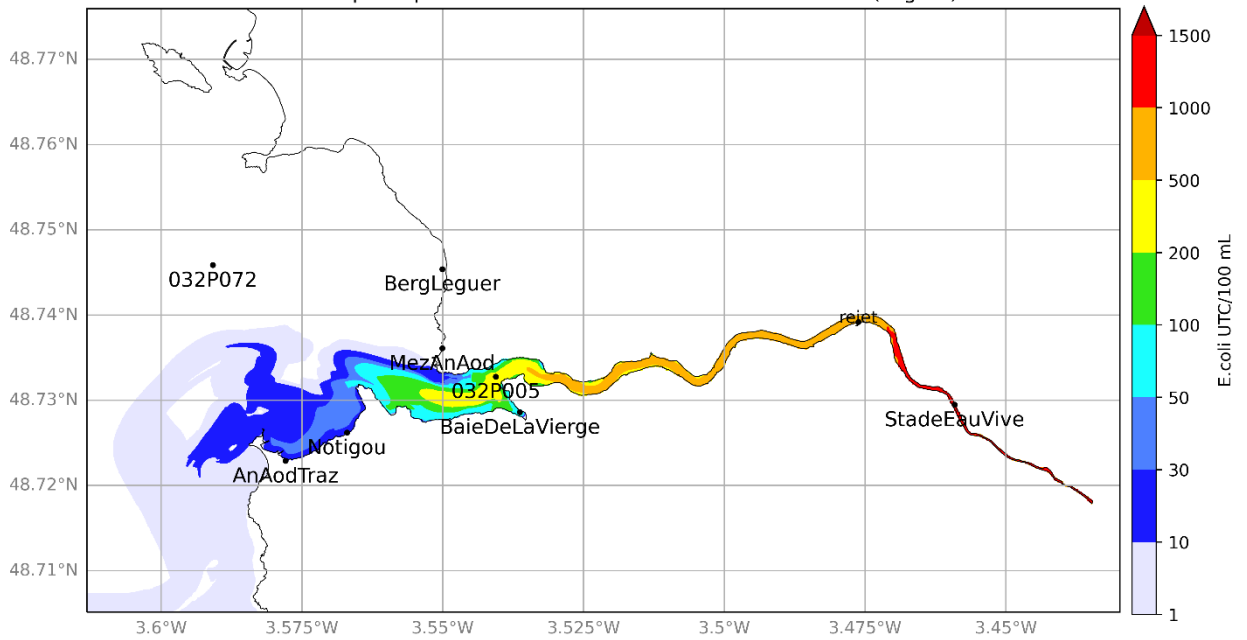 48.77°N
48.76°N
48.75°N
48.74°N
48.73°N
48.72°N
48.71°N
3.6°W
3.575°W
3.55°W
3.525°W
3.5°W
3.475°W
3.45°W
032P072
BergLeguer
MezAnAod
032P005
BaieDeLaVierge
Notigou
AnAodTraz
rejet
StadeEauVive
1500
1000
500
200
100
50
30
10
1
E.coli UTC/100 mL